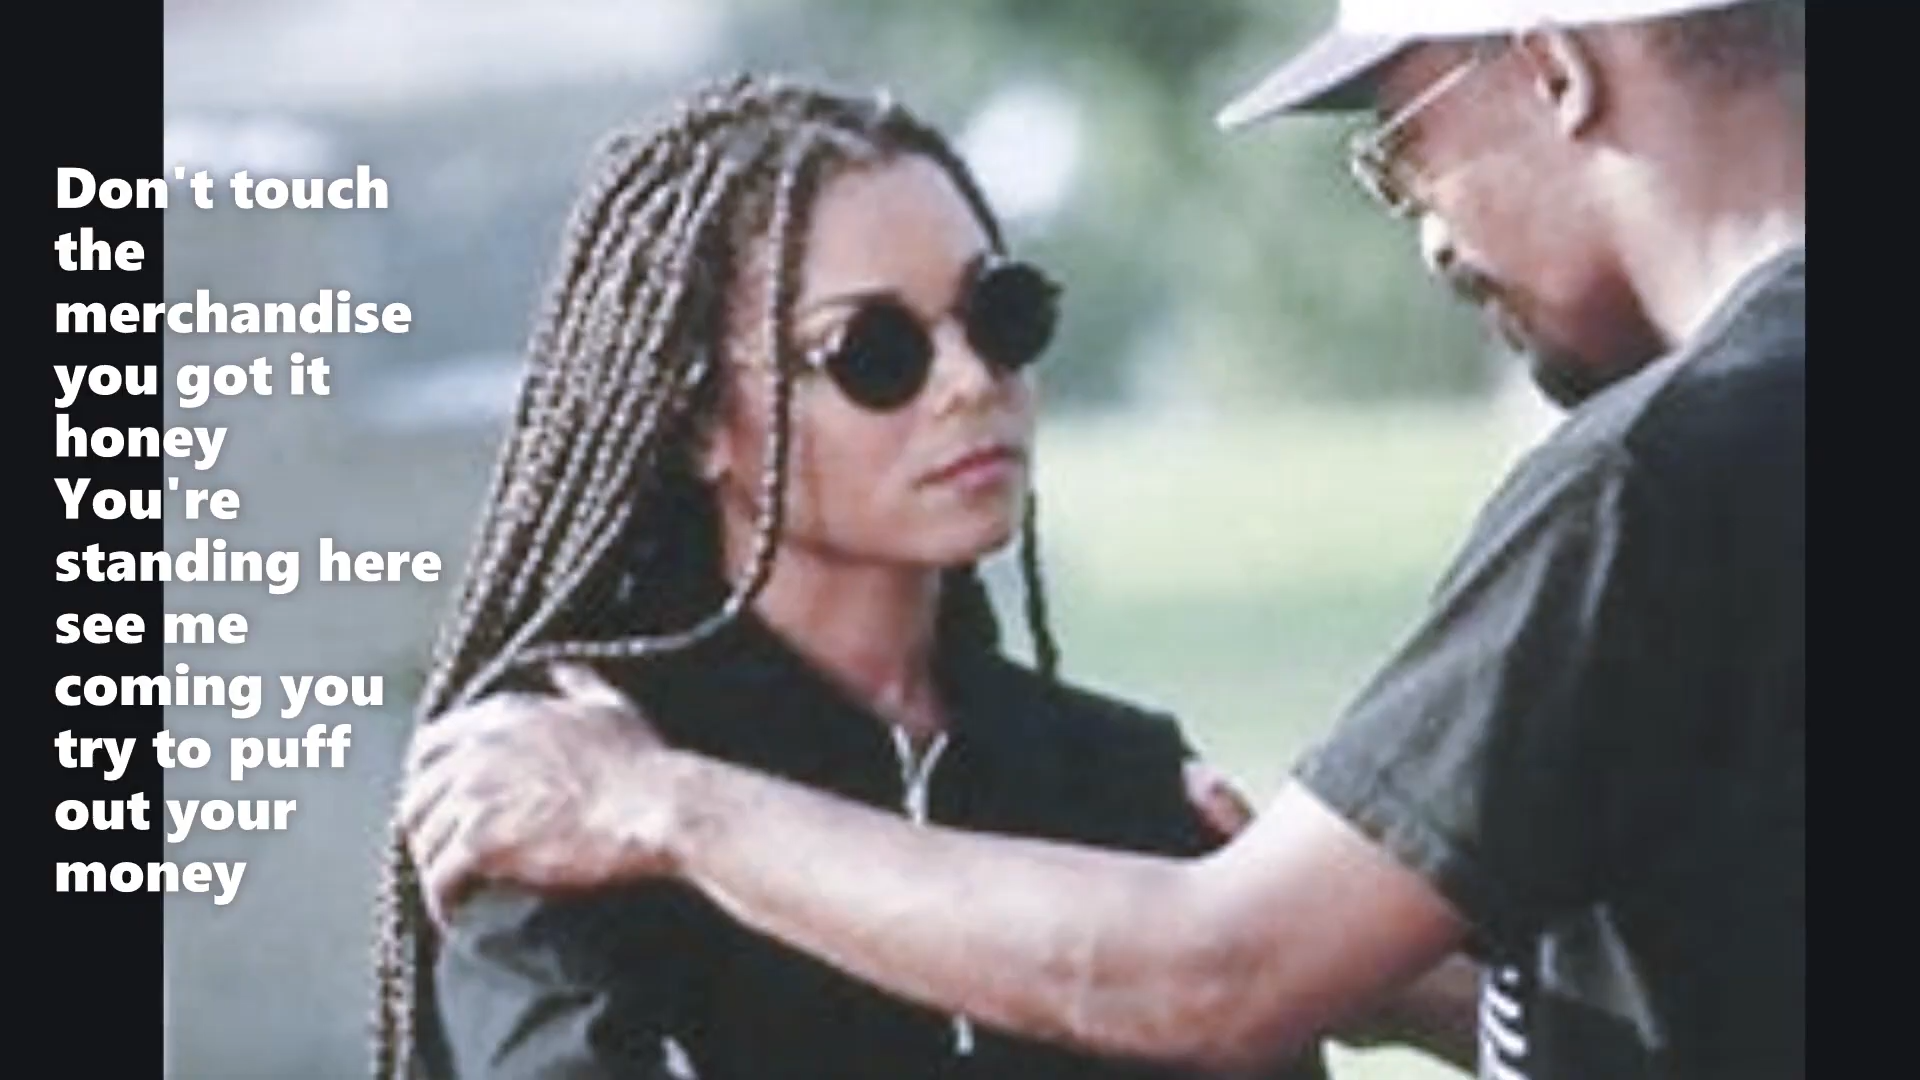 Don't touch
the
merchandise
you got it
honey
You're
standing here
see me
coming you
try to puff
out your
money